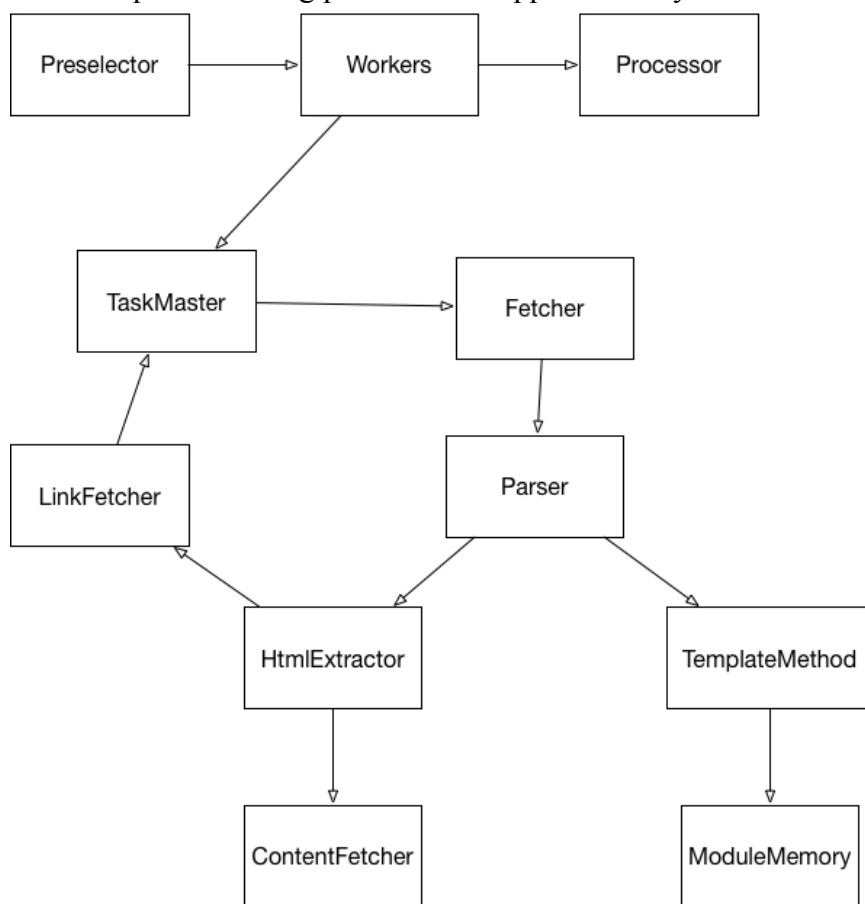 Preselector
Workers
Processor
TaskMaster
Fetcher
LinkFetcher
Parser
HtmlExtractor
TemplateMethod
ContentFetcher
ModuleMemory